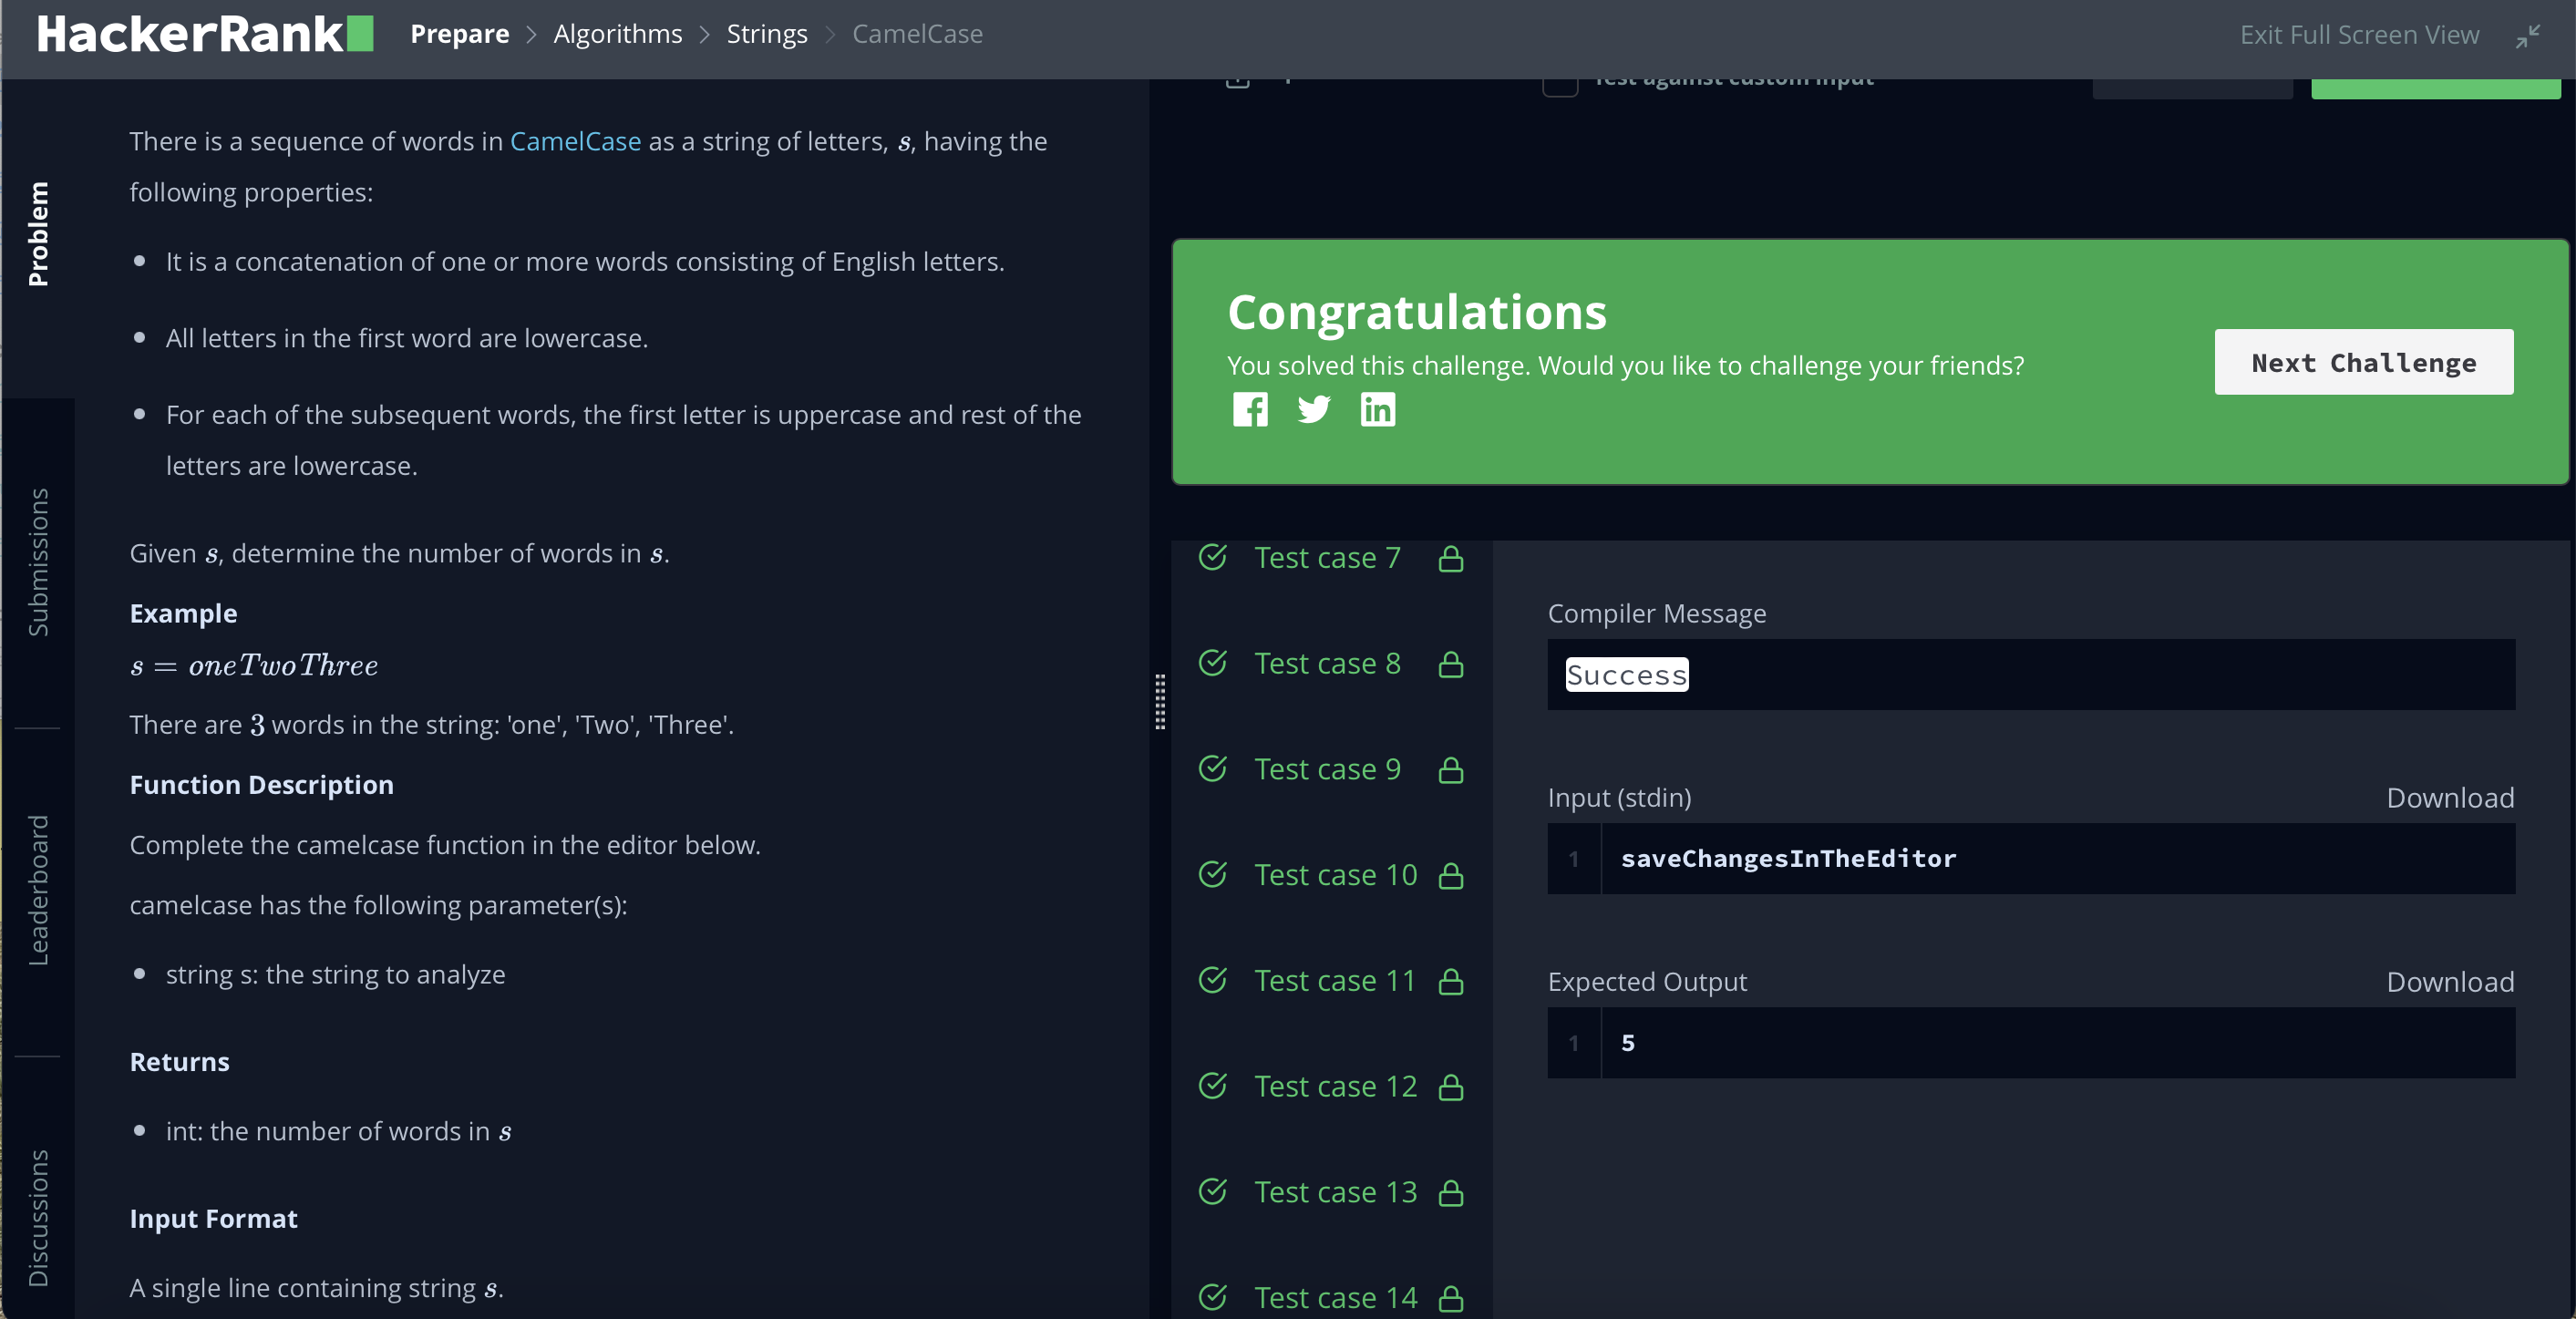 HackerRank
Prepare > Algorithms > Strings > CamelCase
Exit Full Screen View
Problem
Submissions
Leaderboard
Discussions
There is a sequence of words in CamelCase as a string of letters, s, having the
following properties:
• It is a concatenation of one or more words consisting of English letters.
• All letters in the first word are lowercase.
• For each of the subsequent words, the first letter is uppercase and rest of the
letters are lowercase.
Given s, determine the number of words in s.
Example
s = oneTwoThree
There are 3 words in the string: 'one', 'Two', 'Three'.
Function Description
Complete the camelcase function in the editor below.
camelcase has the following parameter(s):
• string s: the string to analyze
Returns
• int: the number of words in s
Input Format
A single line containing string s.
Test against custom input
Congratulations
You solved this challenge. Would you like to challenge your friends?
Next Challenge
Test case 7
Test case 8
Test case 9
Test case 10
Test case 11
Test case 12
Test case 13
Test case 14
Compiler Message
Success
Input (stdin)
Download
1 saveChangesInTheEditor
Expected Output
Download
1 5